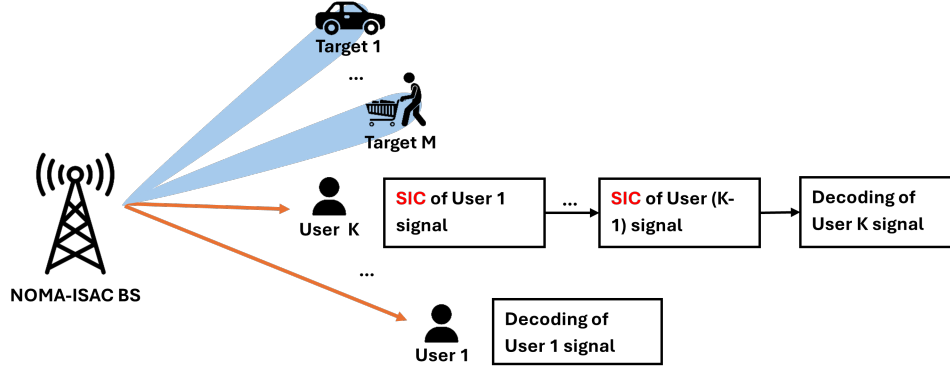 Target 1
...
Target M
SIC of User 1
signal
...
SIC of User (K-
1) signal
Decoding of
User K signal
User K
...
NOMA-ISAC BS
Decoding of
User 1 signal
User 1